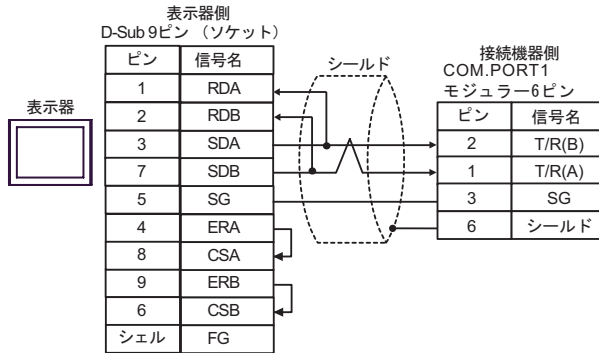 表示器側
D-Sub 9ピン （ソケット）
ピン 信号名
1 RDA
2 RDB
3 SDA
7 SDB
5 SG
4 ERA
8 CSA
9 ERB
6 CSB
シェル FG
表示器
シールド
接続機器側
COM.PORT1
モジュラー6ピン
ピン 信号名
2 T/R(B)
1 T/R(A)
3 SG
6 シールド